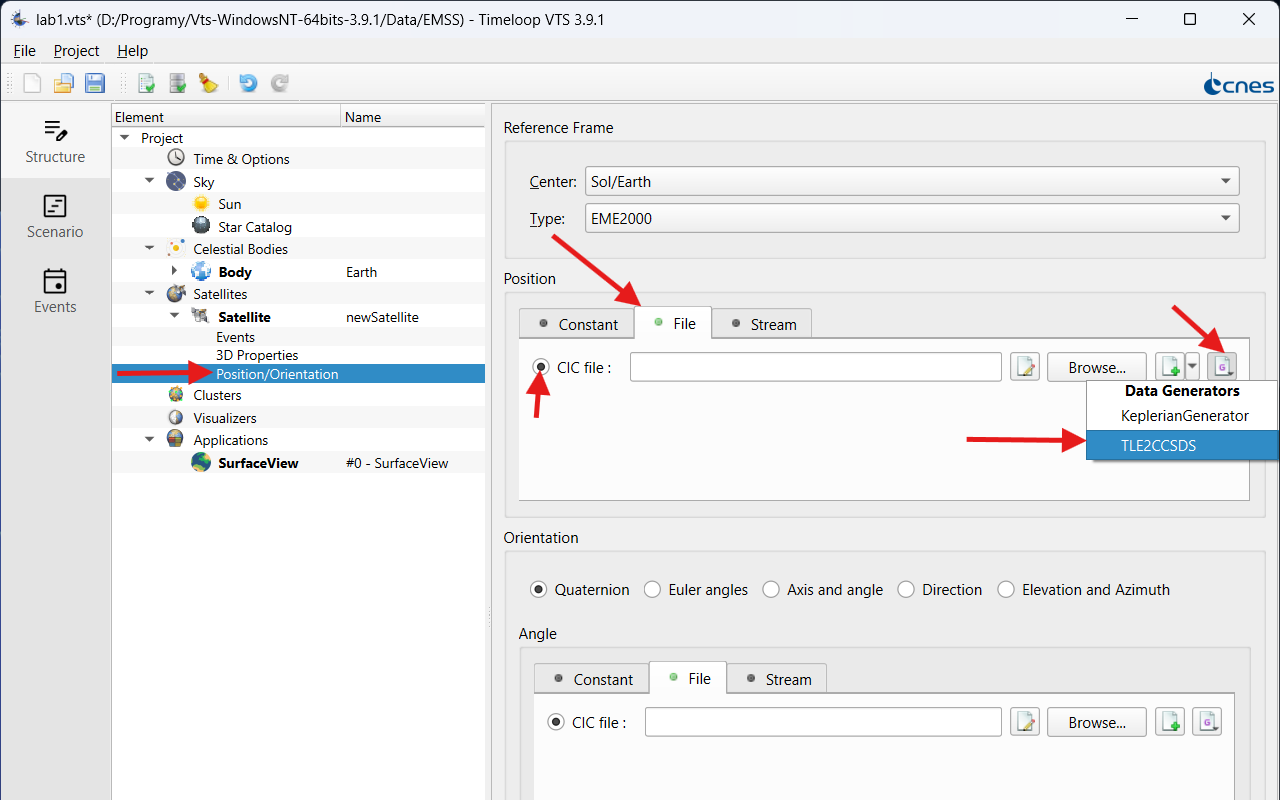 lab1.vts* (D:/Programy/Vts-WindowsNT-64bits-3.9.1/Data/EMSS) - Timeloop VTS 3.9.1
File Project Help
cnes
Structure
Scenario
Events
Element Name
Project
Time & Options
Sky
Sun
Star Catalog
Celestial Bodies
Body Earth
Satellites
Satellite newSatellite
Events
3D Properties
Position/Orientation
Clusters
Visualizers
Applications
SurfaceView #0 - SurfaceView
Reference Frame
Center: Sol/Earth
Type: EME2000
Position
Constant File Stream
CIC file : Browse... G
Data Generators
KeplerianGenerator
TLE2CCSDS
Orientation
Quaternion Euler angles Axis and angle Direction Elevation and Azimuth
Angle
Constant File Stream
CIC file : Browse... G